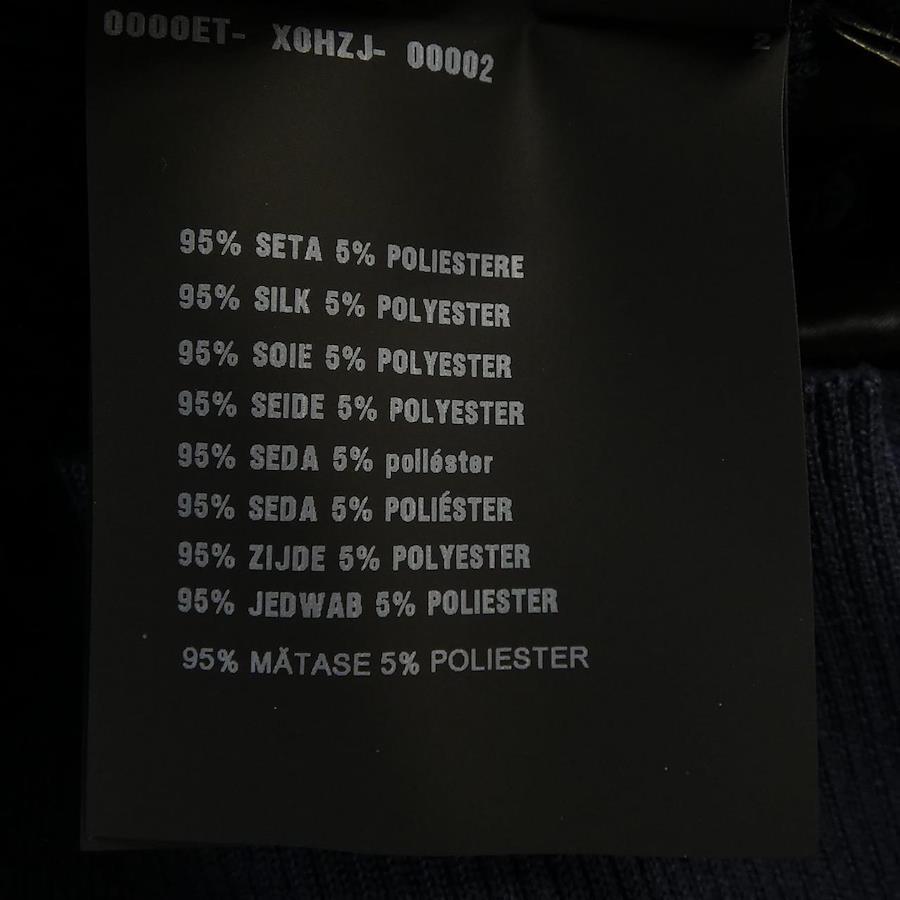 0000ET- X0HZJ- 00002
2
95% SETA 5% POLIESTERE
95% SILK 5% POLYESTER
95% SOIE 5% POLYESTER
95% SEIDE 5% POLYESTER
95% SEDA 5% poliéster
95% SEDA 5% POLIÉSTER
95% ZIJDE 5% POLYESTER
95% JEDWAB 5% POLIESTER
95% MĂTASE 5% POLIESTER